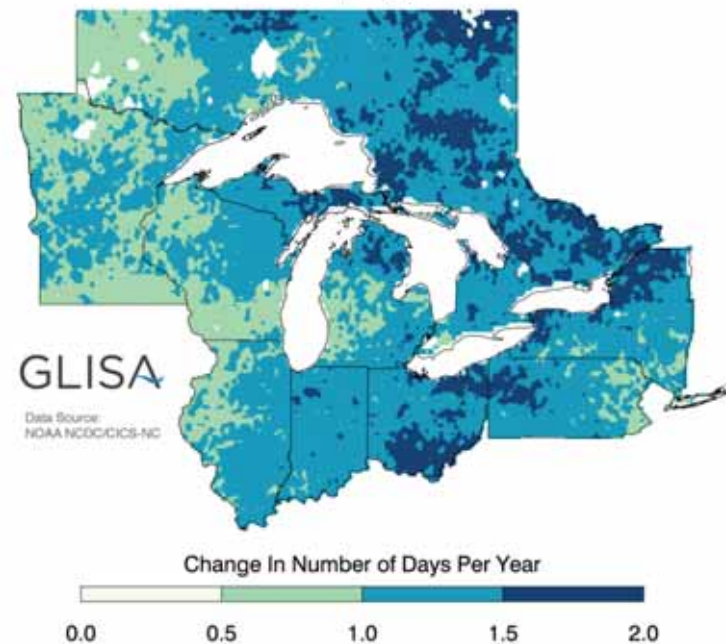 GLISA
Data Source:
NOAA NCDC/CICS-NC
Change In Number of Days Per Year
0.0 0.5 1.0 1.5 2.0